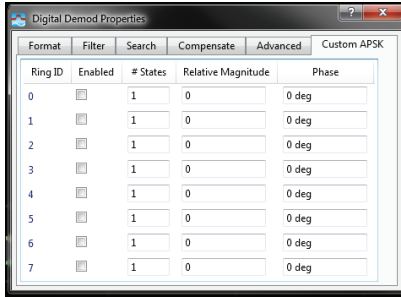 Digital Demod Properties
Format Filter Search Compensate Advanced Custom APSK
Ring ID Enabled # States Relative Magnitude Phase
0 1 0 0 deg
1 1 0 0 deg
2 1 0 0 deg
3 1 0 0 deg
4 1 0 0 deg
5 1 0 0 deg
6 1 0 0 deg
7 1 0 0 deg